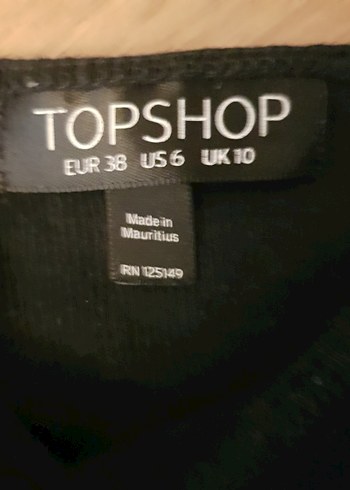 TOPSHOP
EUR 38 US 6 UK 10
Made in
Mauritius
RN 125149